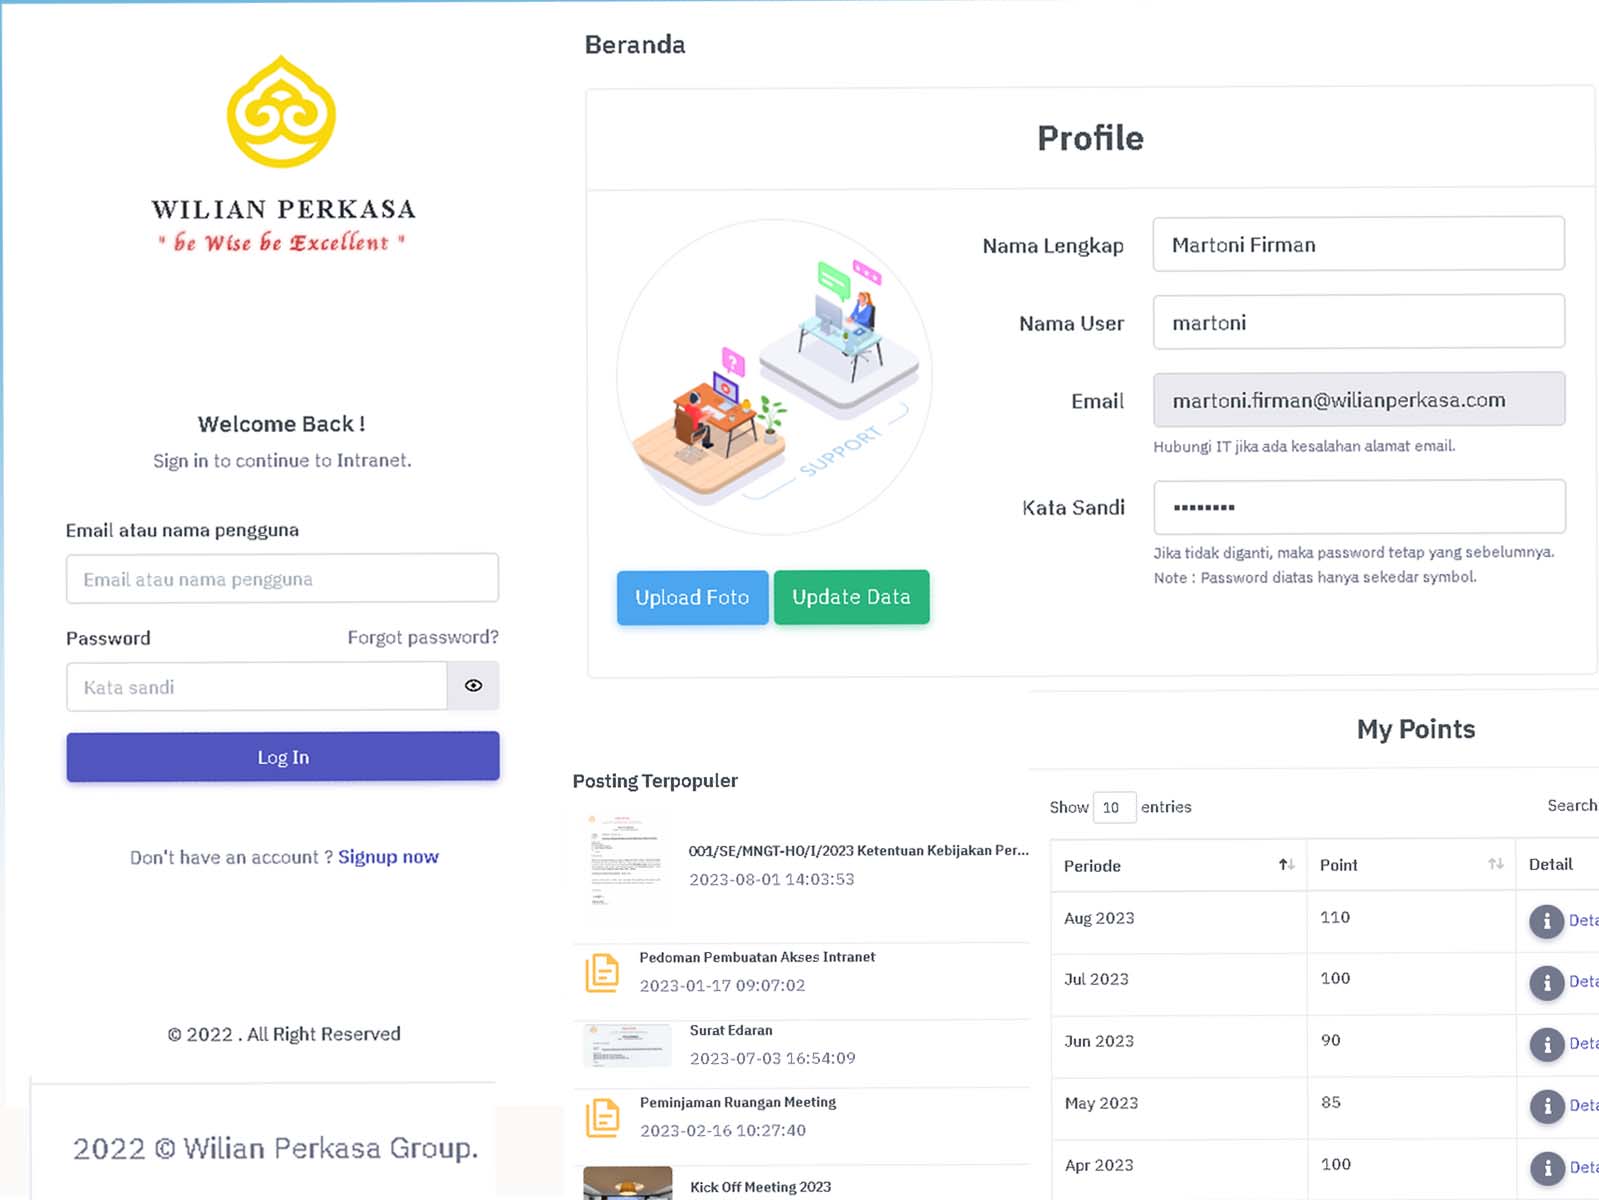 WILIAN PERKASA
" be Wise be Excellent "
Welcome Back !
Sign in to continue to Intranet.
Email atau nama pengguna
Email atau nama pengguna
Password Forgot password?
Kata sandi
Log In
Don't have an account ? Signup now
© 2022 . All Right Reserved
2022 © Wilian Perkasa Group.
Beranda
Profile
SUPPORT
Nama Lengkap Martoni Firman
Nama User martoni
Email martoni.firman@wilianperkasa.com
Hubungi IT jika ada kesalahan alamat email.
Kata Sandi ••••••••
Jika tidak diganti, maka password tetap yang sebelumnya.
Note : Password diatas hanya sekedar symbol.
Upload Foto Update Data
Posting Terpopuler
001/SE/MNGT-HO/I/2023 Ketentuan Kebijakan Per...
2023-08-01 14:03:53
Pedoman Pembuatan Akses Intranet
2023-01-17 09:07:02
Surat Edaran
2023-07-03 16:54:09
Peminjaman Ruangan Meeting
2023-02-16 10:27:40
Kick Off Meeting 2023
My Points
Show 10 entries Search
Periode Point Detail
Aug 2023 110 Deta
Jul 2023 100 Deta
Jun 2023 90 Deta
May 2023 85 Deta
Apr 2023 100 Deta